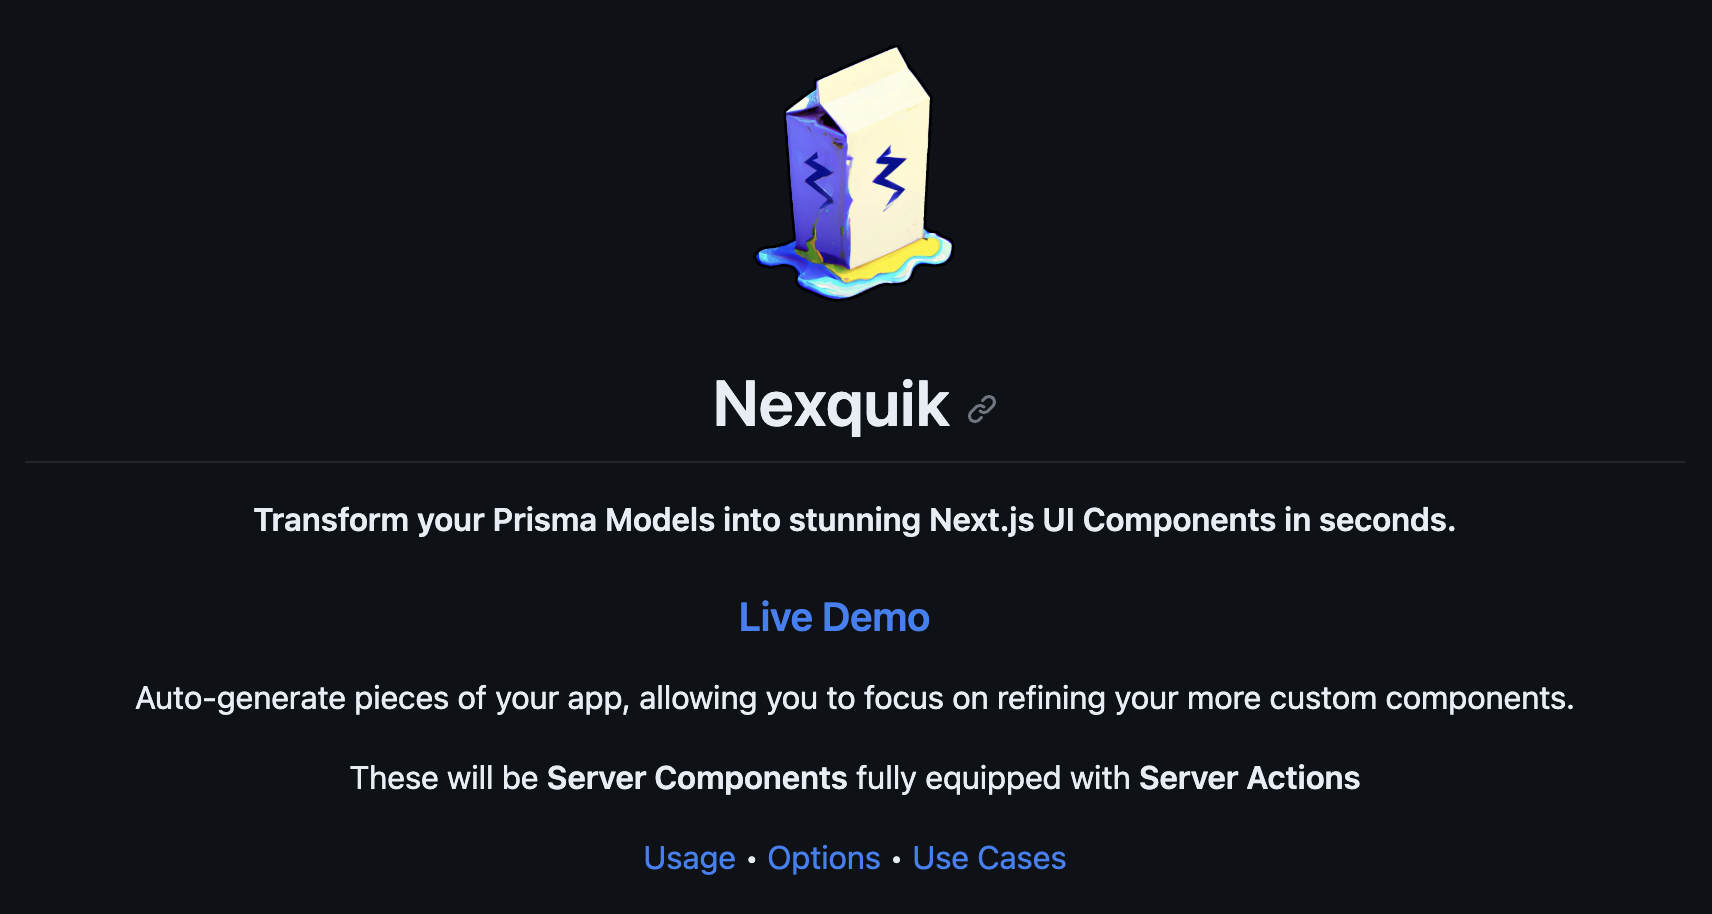 Nexquik
Transform your Prisma Models into stunning Next.js UI Components in seconds.
Live Demo
Auto-generate pieces of your app, allowing you to focus on refining your more custom components.
These will be Server Components fully equipped with Server Actions
Usage • Options • Use Cases